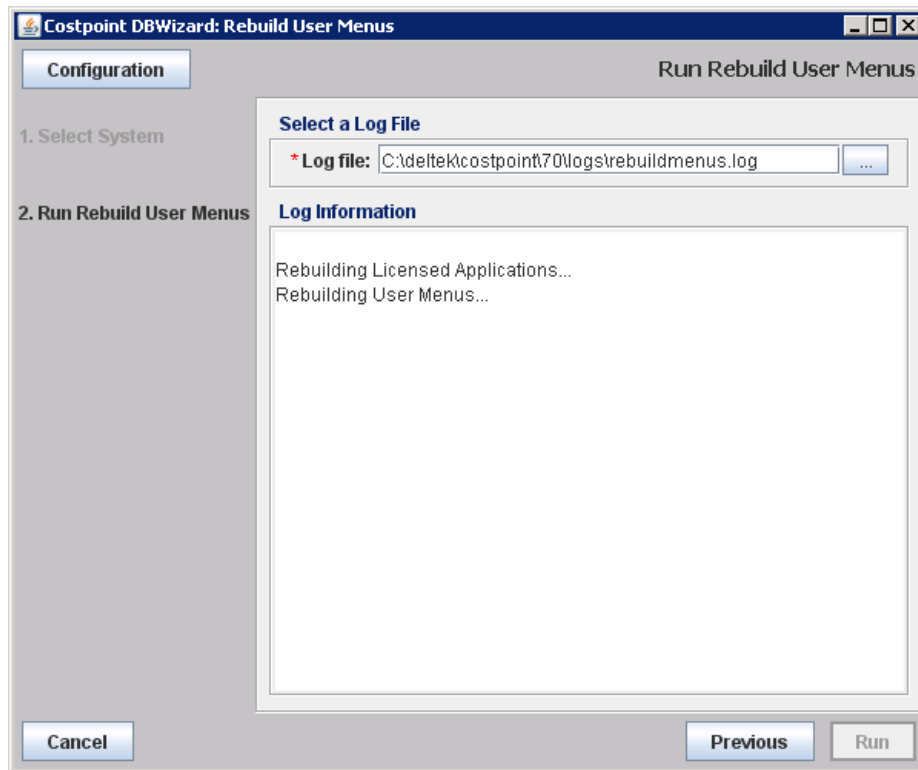 Costpoint DBWizard: Rebuild User Menus
Configuration
Run Rebuild User Menus
1. Select System
2. Run Rebuild User Menus
Select a Log File
*Log file: C:\deltek\costpoint\70\logs\rebuildmenus.log ...
Log Information
Rebuilding Licensed Applications...
Rebuilding User Menus...
Cancel
Previous
Run